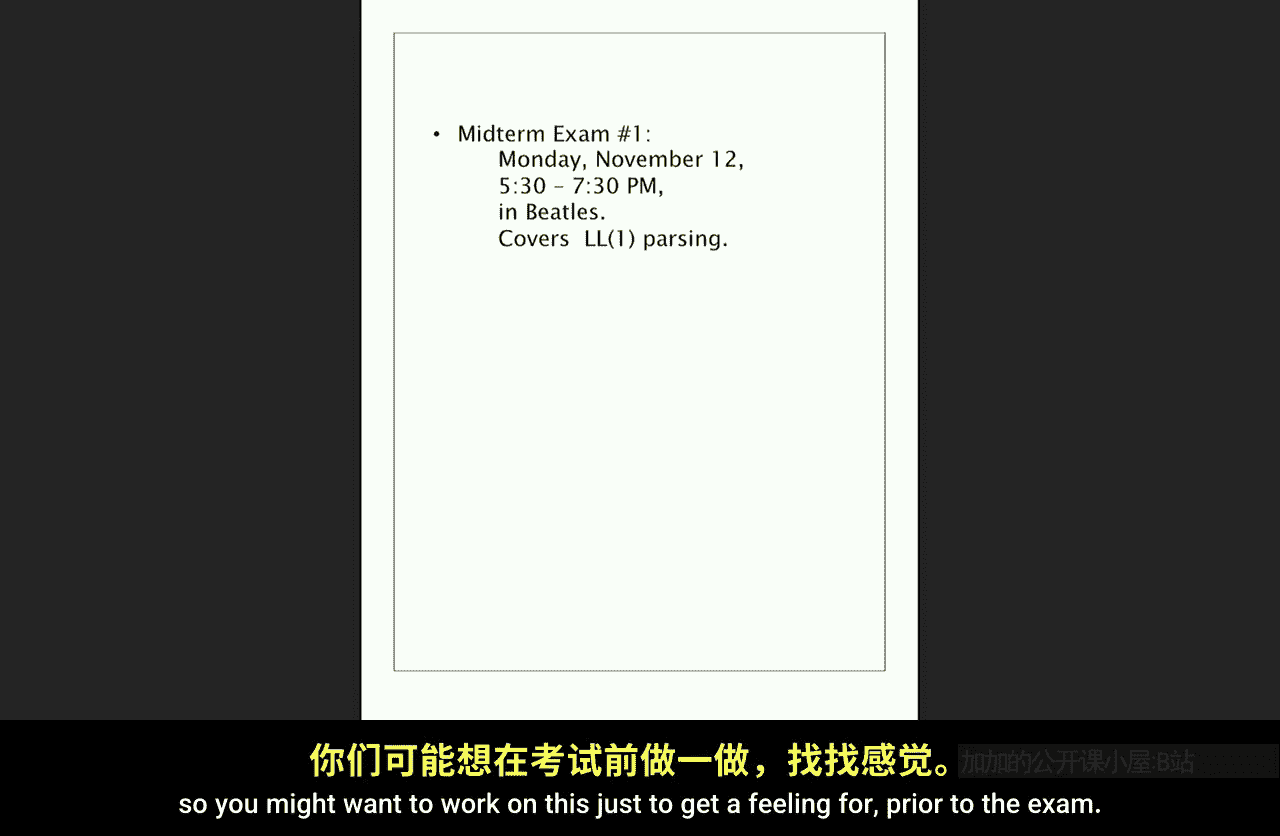 • Midterm Exam #1:
Monday, November 12,
5:30 – 7:30 PM,
in Beatles.
Covers LL(1) parsing.
你们可能想在考试前做一做，找找感觉。
加加的公开课小屋:B站
so you might want to work on this just to get a feeling for, prior to the exam.